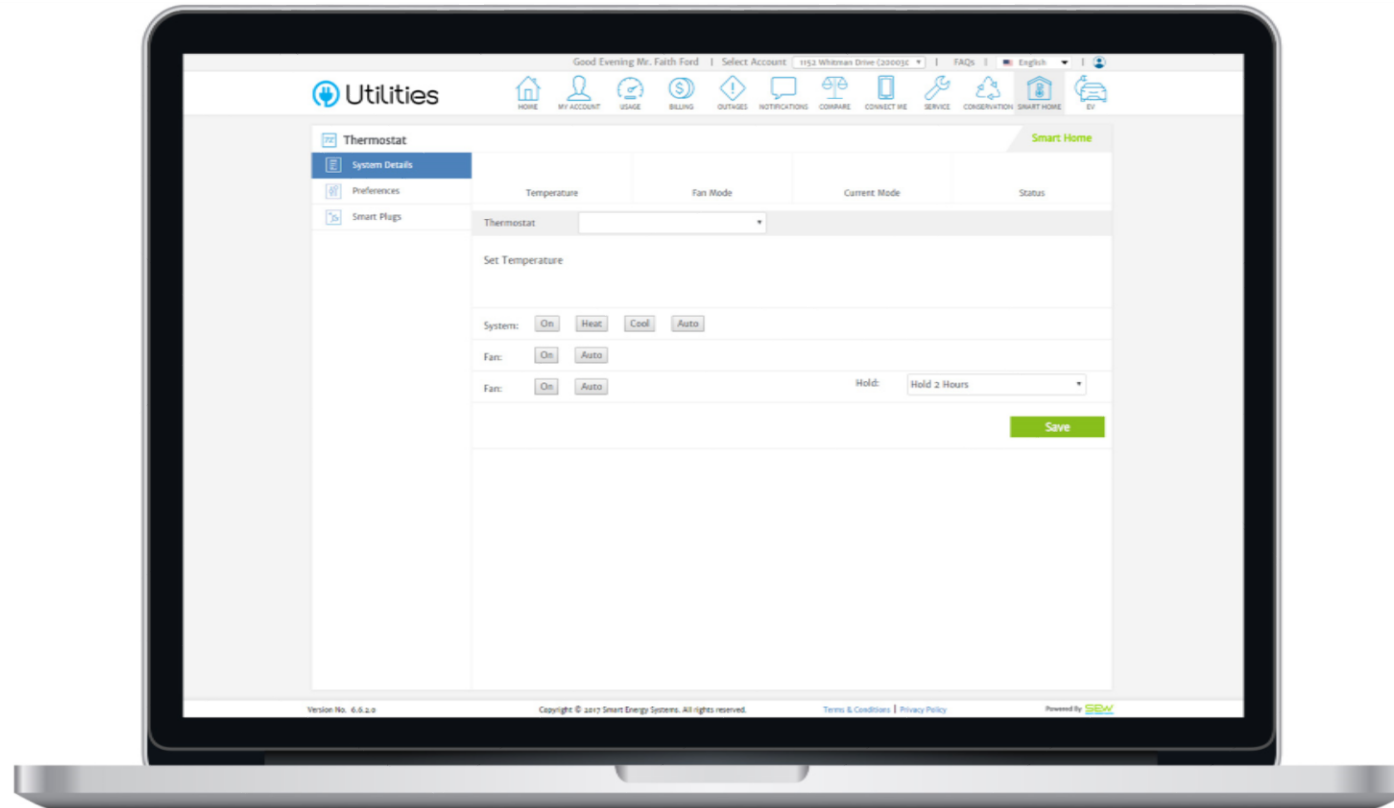 Good Evening Mr. Faith Ford | Select Account 1152 Whitman Drive (20003c | FAQs | English |
Utilities
HOME MY ACCOUNT USAGE BILLING OUTAGES NOTIFICATIONS COMPARE CONNECT ME SERVICE CONSERVATION SMART HOME EV
Thermostat
Smart Home
System Details
Preferences
Smart Plugs
Temperature Fan Mode Current Mode Status
Thermostat
Set Temperature
System: On Heat Cool Auto
Fan: On Auto
Fan: On Auto Hold: Hold 2 Hours
Save
Version No. 6.6.2.0 Copyright © 2017 Smart Energy Systems. All rights reserved. Terms & Conditions | Privacy Policy Powered By SEW